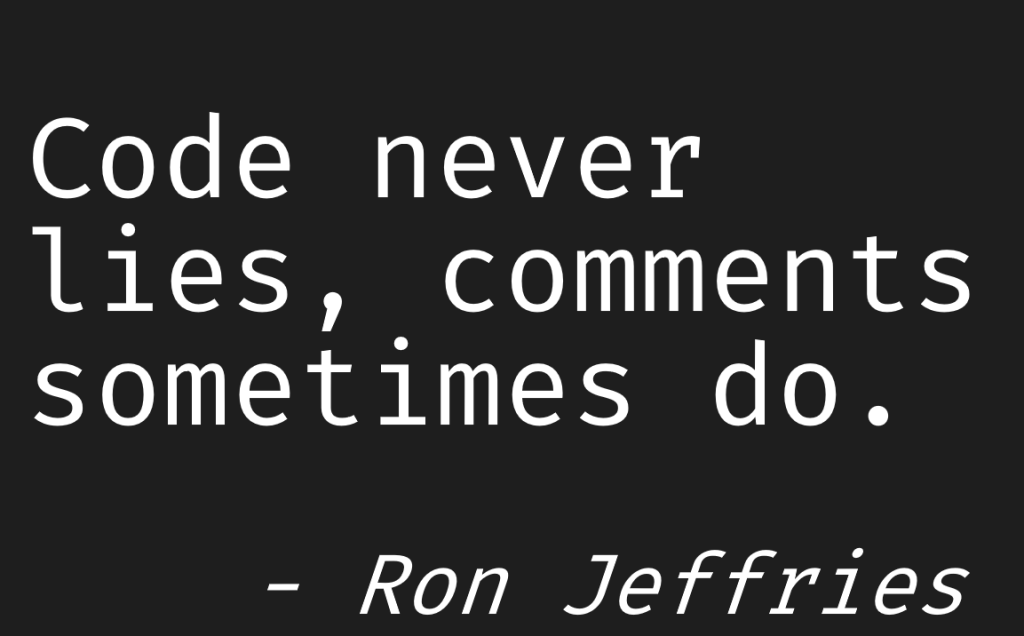 Code never
lies, comments
sometimes do.
- Ron Jeffries